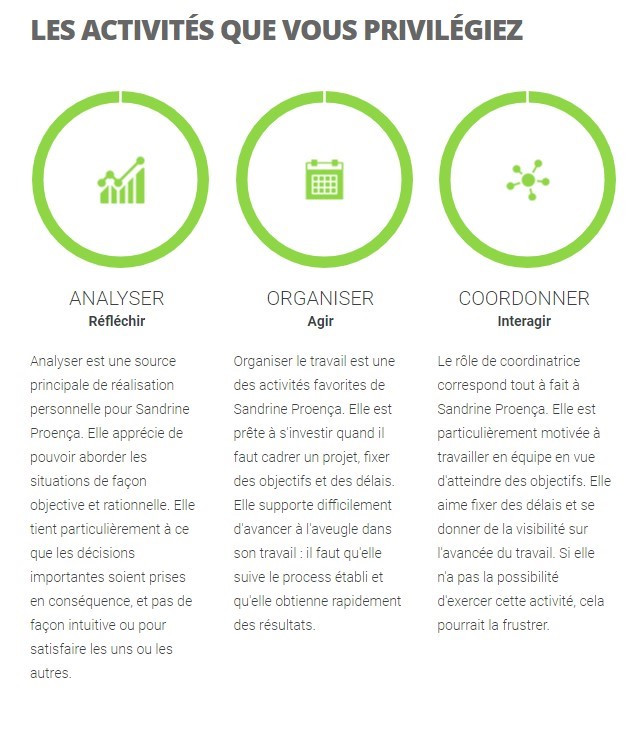 LES ACTIVITÉS QUE VOUS PRIVILÉGIEZ
ANALYSER
Réfléchir
Analyser est une source
principale de réalisation
personnelle pour Sandrine
Proença. Elle apprécie de
pouvoir aborder les
situations de façon
objective et rationnelle. Elle
tient particulièrement à ce
que les décisions
importantes soient prises
en conséquence, et pas de
façon intuitive ou pour
satisfaire les uns ou les
autres.
ORGANISER
Agir
Organiser le travail est une
des activités favorites de
Sandrine Proença. Elle est
prête à s'investir quand il
faut cadrer un projet, fixer
des objectifs et des délais.
Elle supporte difficilement
d'avancer à l'aveugle dans
son travail : il faut qu'elle
suive le process établi et
qu'elle obtienne rapidement
des résultats.
COORDONNER
Interagir
Le rôle de coordinatrice
correspond tout à fait à
Sandrine Proença. Elle est
particulièrement motivée à
travailler en équipe en vue
d'atteindre des objectifs. Elle
aime fixer des délais et se
donner de la visibilité sur
l'avancée du travail. Si elle
n'a pas la possibilité
d'exercer cette activité, cela
pourrait la frustrer.